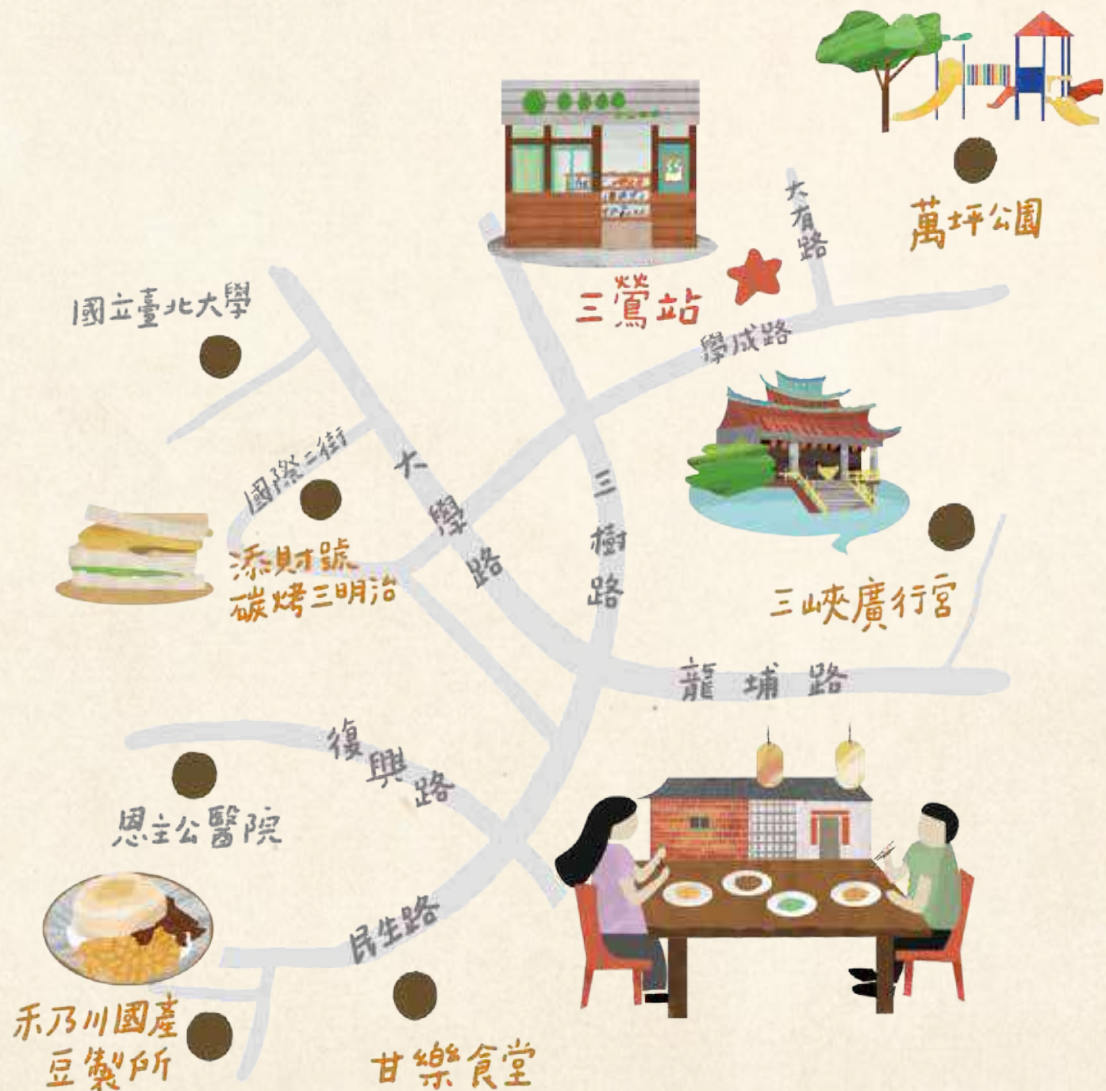 萬坪公園
大有路
三鶯站
國立臺北大學
學成路
國際二街
大學路
三樹路
添財號
碳烤三明治
三峽廣行宮
龍埔路
復興路
恩主公醫院
民生路
禾乃川國產
豆製所
甘樂食堂